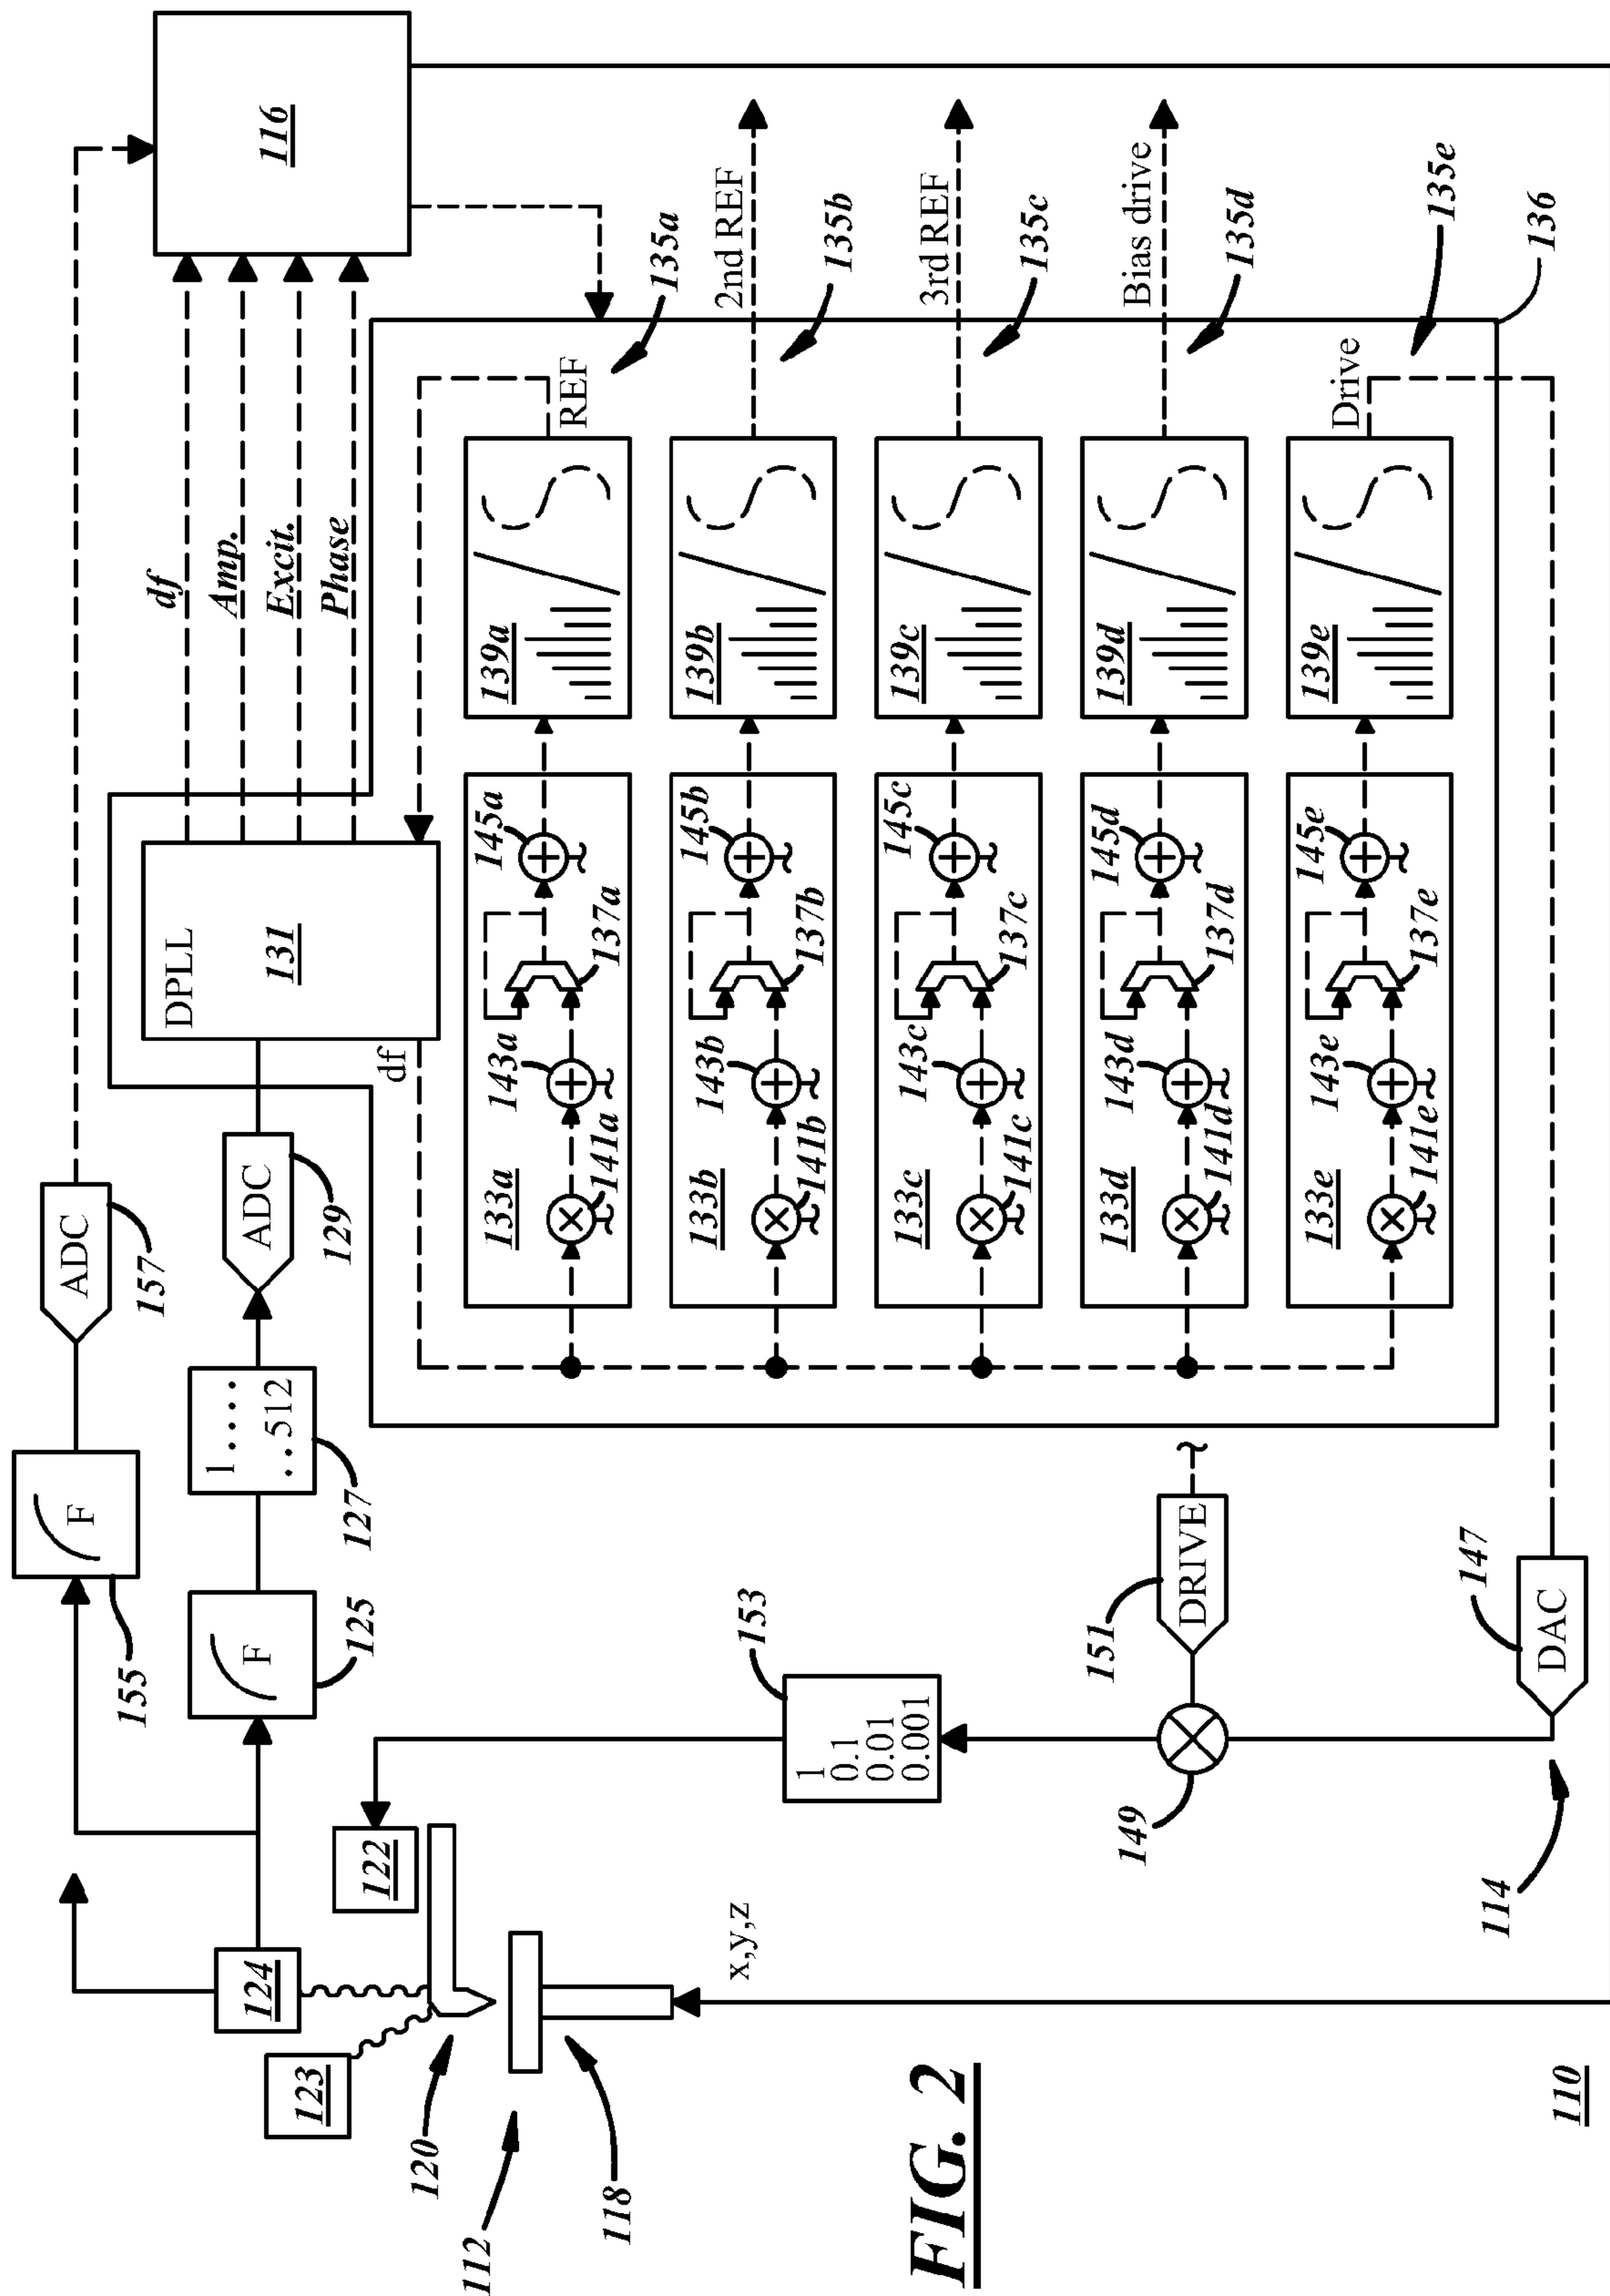 110
112
118
120
123
124
122
x,y,z
155
F
157
ADC
125
F
127
1 . . . .
. . 512
129
ADC
DPLL
131
df
df
Amp.
Excit.
Phase
116
153
1
0.1
0.01
0.001
149
151
DRIVE
114
147
DAC
133a
141a
143a
137a
145a
139a
REF
135a
133b
141b
143b
137b
145b
139b
2nd REF
135b
133c
141c
143c
137c
145c
139c
3rd REF
135c
133d
141d
143d
137d
145d
139d
Bias drive
135d
133e
141e
143e
137e
145e
139e
Drive
135e
136
FIG. 2